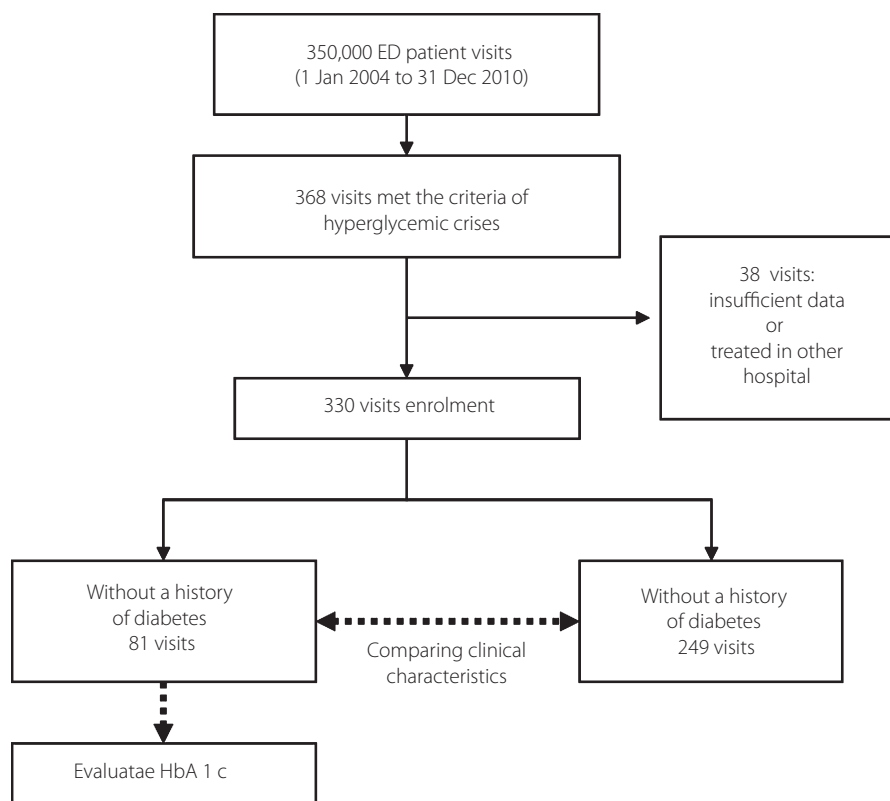 350,000 ED patient visits
(1 Jan 2004 to 31 Dec 2010)
368 visits met the criteria of
hyperglycemic crises
38 visits:
insufficient data
or
treated in other
hospital
330 visits enrolment
Without a history
of diabetes
81 visits
Comparing clinical
characteristics
Without a history
of diabetes
249 visits
Evaluatae HbA 1 c